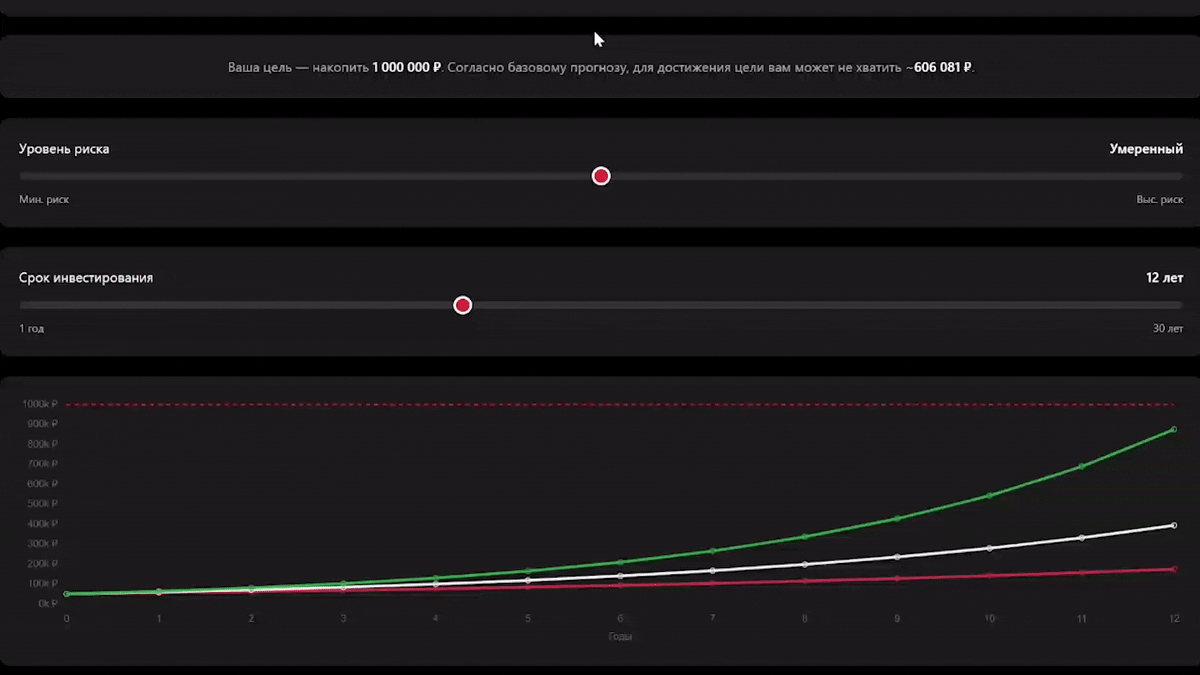 Ваша цель — накопить 1 000 000 ₽. Согласно базовому прогнозу, для достижения цели вам может не хватить ~606 081 ₽.
Уровень риска
Умеренный
Мин. риск
Выс. риск
Срок инвестирования
12 лет
1 год
30 лет
1000k ₽
900k ₽
800k ₽
700k ₽
600k ₽
500k ₽
400k ₽
300k ₽
200k ₽
100k ₽
0k ₽
0 1 2 3 4 5 6 7 8 9 10 11 12
Годы